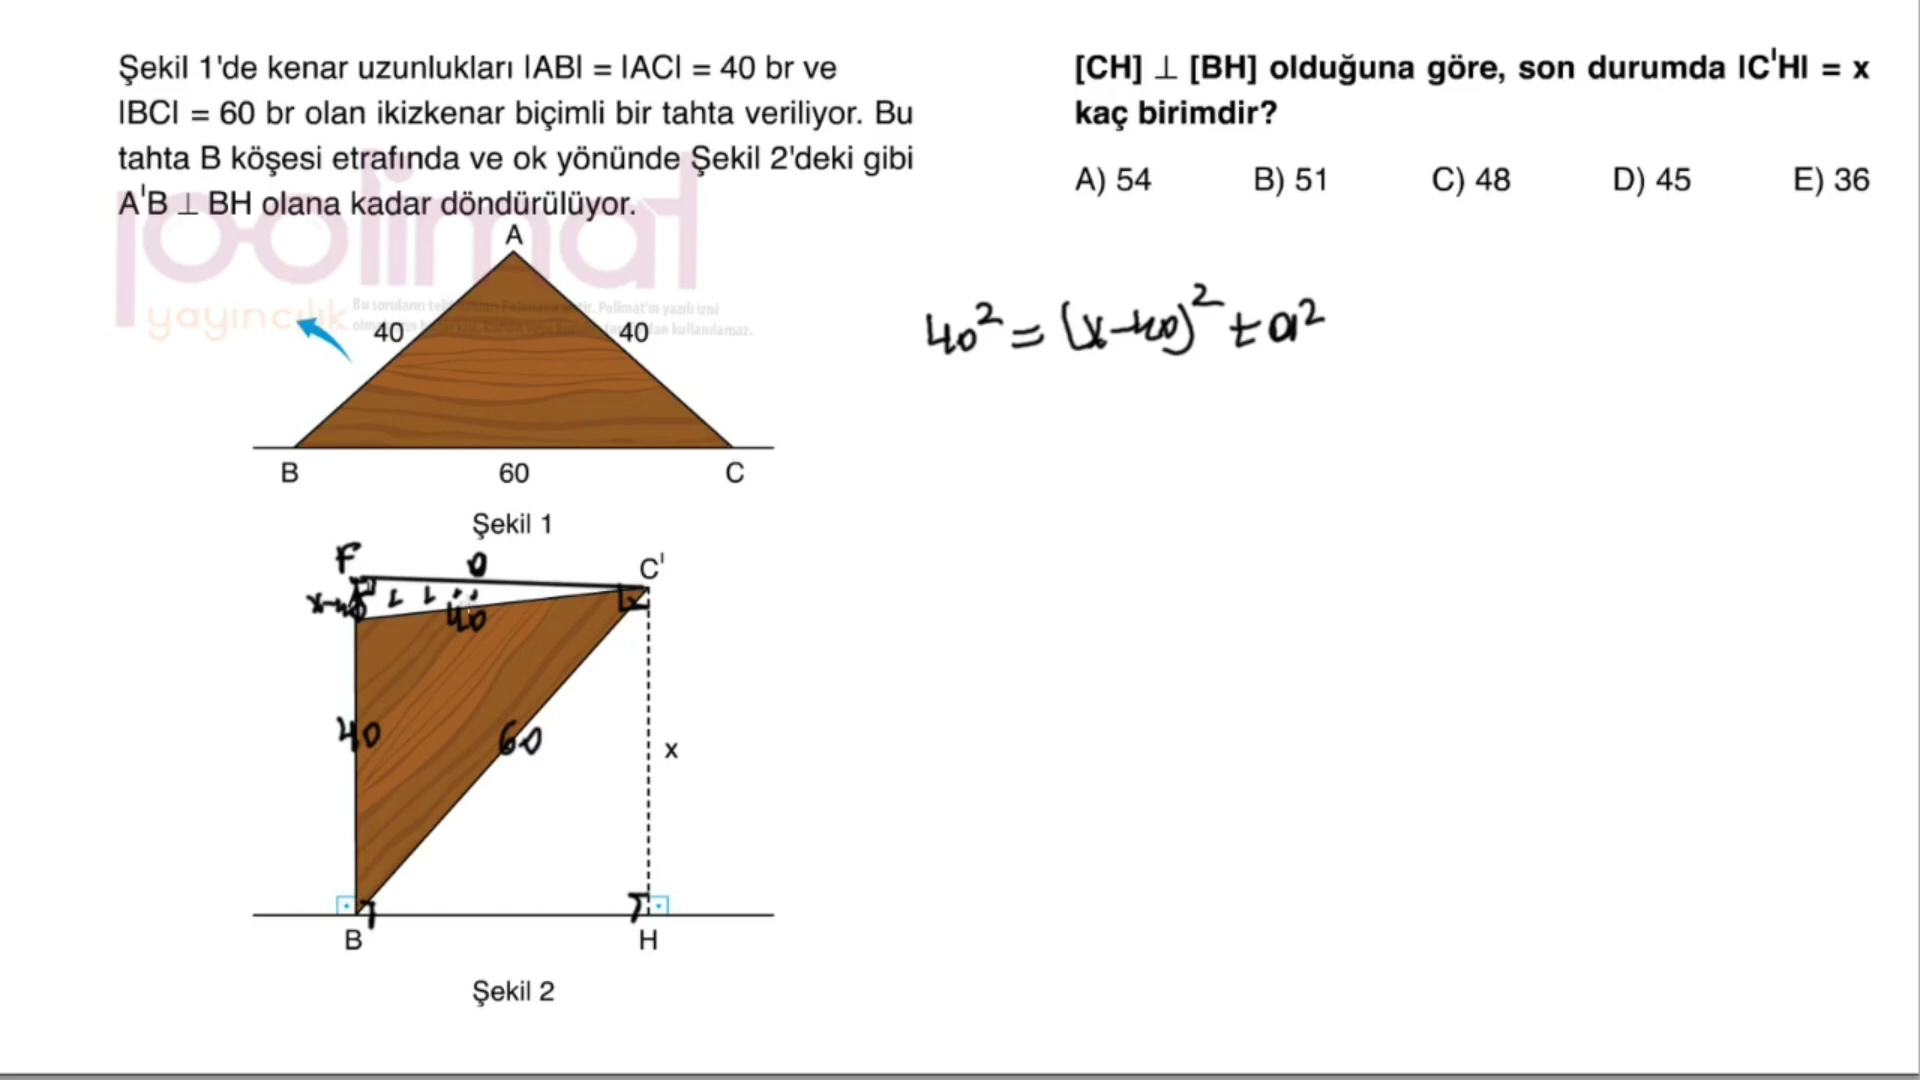 Şekil 1'de kenar uzunlukları |AB| = |AC| = 40 br ve
|BC| = 60 br olan ikizkenar biçimli bir tahta veriliyor. Bu
tahta B köşesi etrafında ve ok yönünde Şekil 2'deki gibi
A'B ⊥ BH olana kadar döndürülüyor.
polimat
yayıncılık
A
40
40
B
60
C
Şekil 1
F
a
C'
x-40
40
40
60
x
B
H
Şekil 2
[CH] ⊥ [BH] olduğuna göre, son durumda |C'H| = x
kaç birimdir?
A) 54 B) 51 C) 48 D) 45 E) 36
40² = (x-40)² + a²